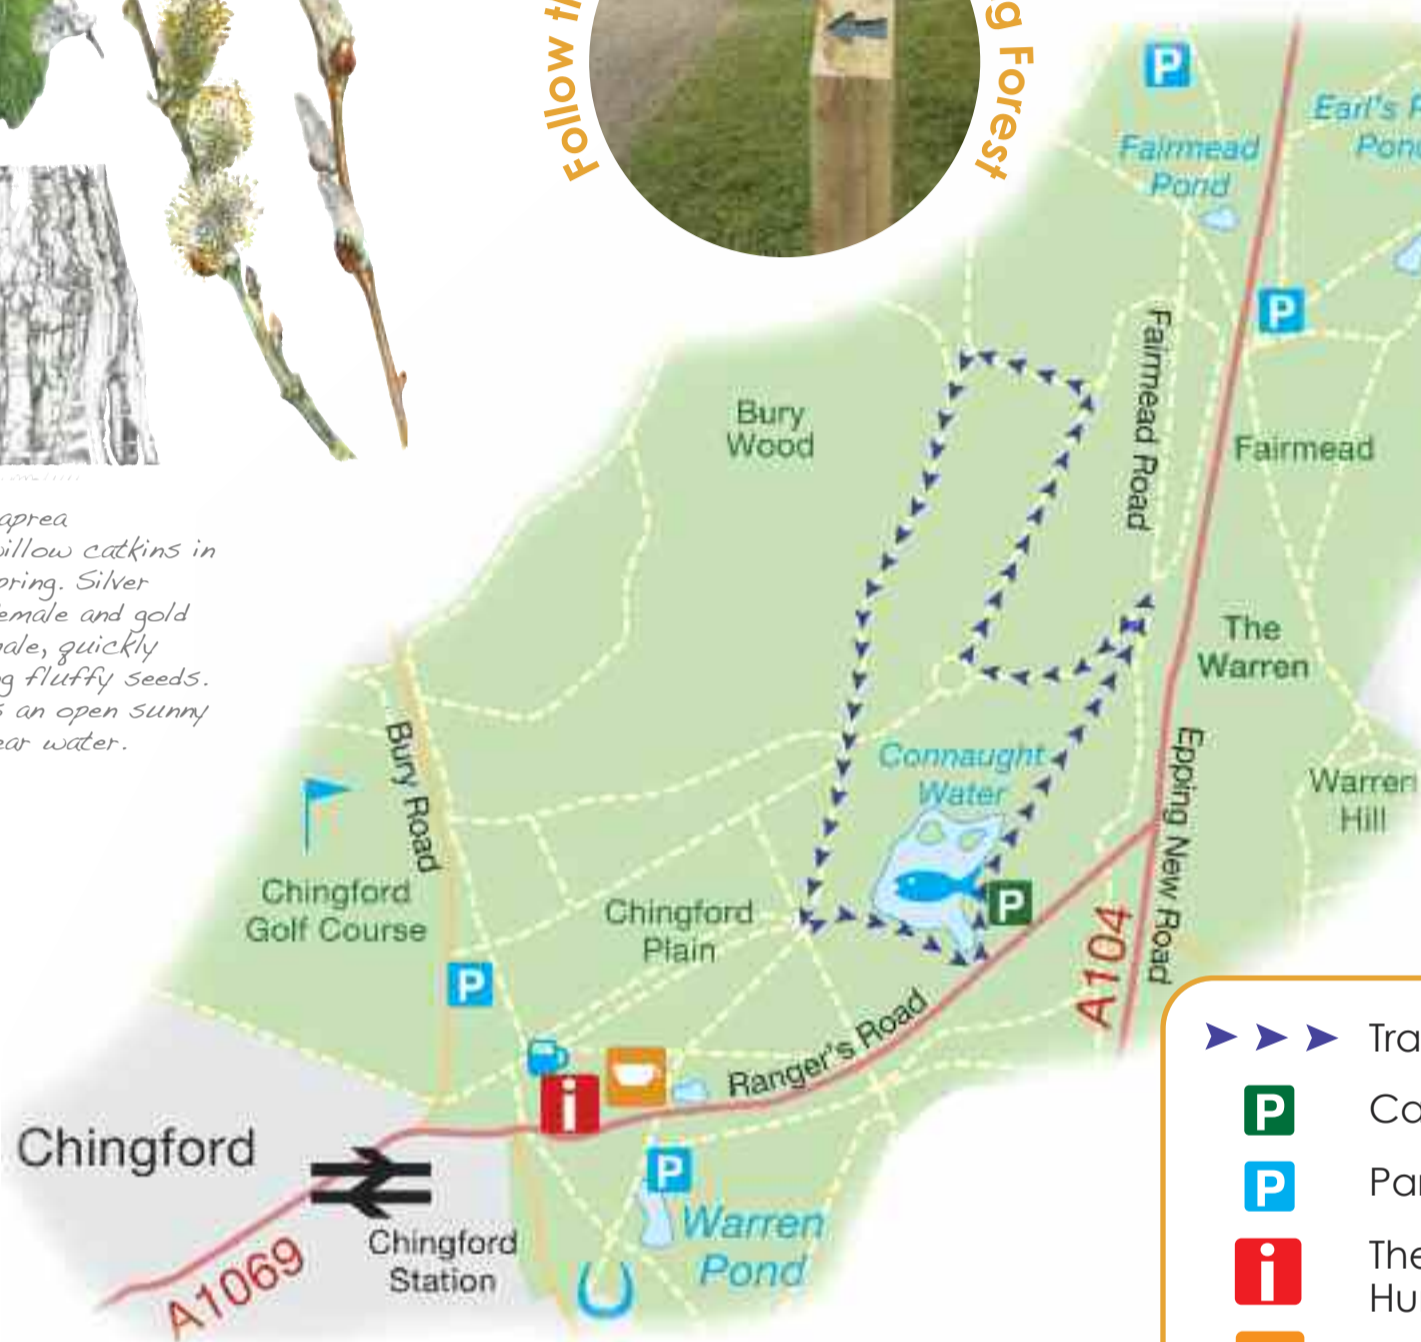 Follow
g Forest
aprea
willow catkins in
pring. Silver
emale and gold
ale, quickly
g fluffy seeds.
s an open sunny
ear water.
P
Fairmead
Pond
Earl's
P
Fairmead Road
Bury
Wood
Fairmead
The
Warren
Epping New Road
Warren
Hill
Connaught
Water
P
Bury Road
Chingford
Golf Course
Chingford
Plain
P
A104
Ranger's Road
i
Chingford
Chingford
Station
A1069
P
Warren
Pond
Tra
P Ca
P Par
i The
Hu